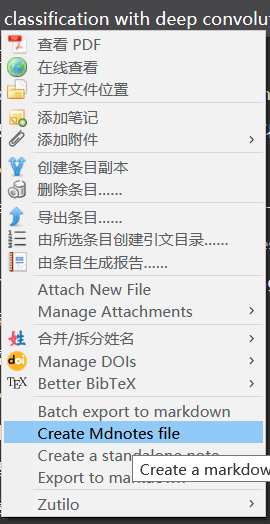 classification with deep convolut
查看 PDF
在线查看
打开文件位置
添加笔记
添加附件
创建条目副本
删除条目......
导出条目......
由所选条目创建引文目录......
由条目生成报告......
Attach New File
Manage Attachments
姓 合并/拆分姓名
doi Manage DOIs
TEX Better BibTeX
Batch export to markdown
Create Mdnotes file
Create a standalone note
Export to markdown
Create a markdow
Zutilo